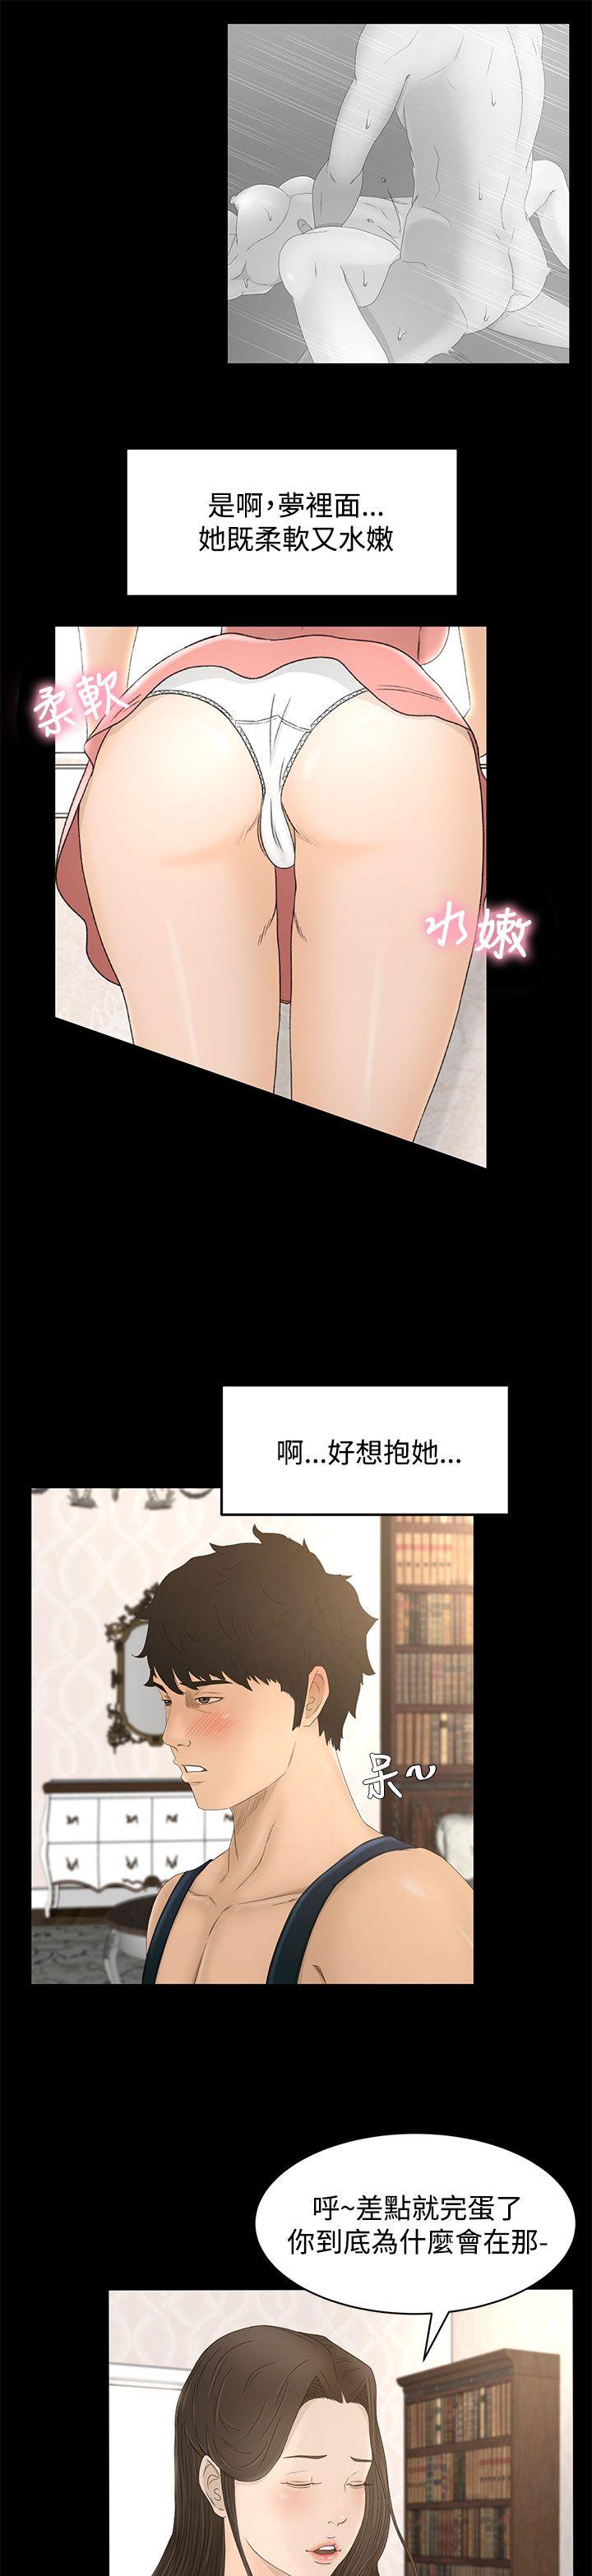 是啊,夢裡面...
她既柔軟又水嫩
柔軟
水嫩
啊...好想抱她...
呆~
呼~差點就完蛋了
你到底為什麼會在那-